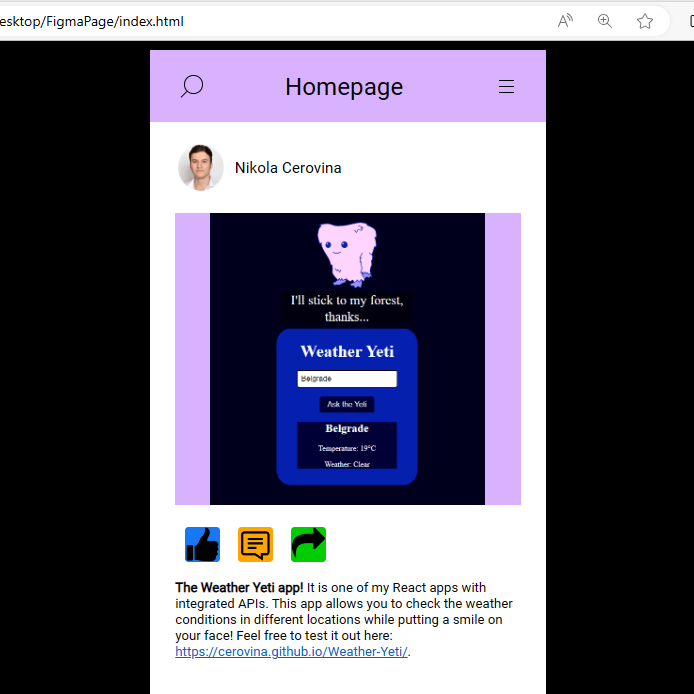 esktop/FigmaPage/index.html
Homepage
Nikola Cerovina
I'll stick to my forest,
thanks...
Weather Yeti
Belgrade
Ask the Yeti
Belgrade
Temperature: 19°C
Weather: Clear
The Weather Yeti app! It is one of my React apps with
integrated APIs. This app allows you to check the weather
conditions in different locations while putting a smile on
your face! Feel free to test it out here:
https://cerovina.github.io/Weather-Yeti/.